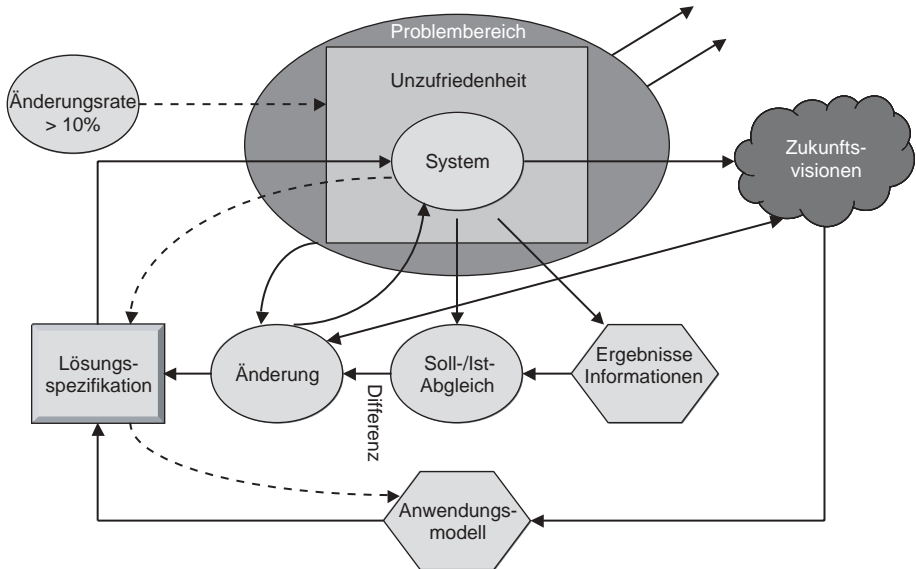 Problembereich
Unzufriedenheit
Änderungsrate
> 10%
System
Zukunfts-
visionen
Lösungs-
spezifikation
Änderung
Differenz
Soll-/Ist-
Abgleich
Ergebnisse
Informationen
Anwendungs-
modell